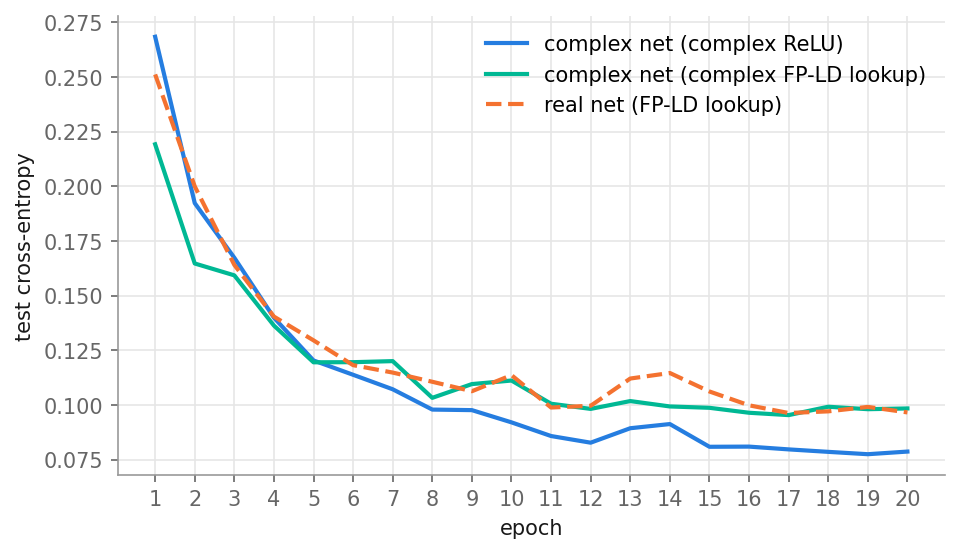 0.275
0.250
0.225
0.200
0.175
0.150
0.125
0.100
0.075
test cross-entropy
complex net (complex ReLU)
complex net (complex FP-LD lookup)
real net (FP-LD lookup)
1 2 3 4 5 6 7 8 9 10 11 12 13 14 15 16 17 18 19 20
epoch